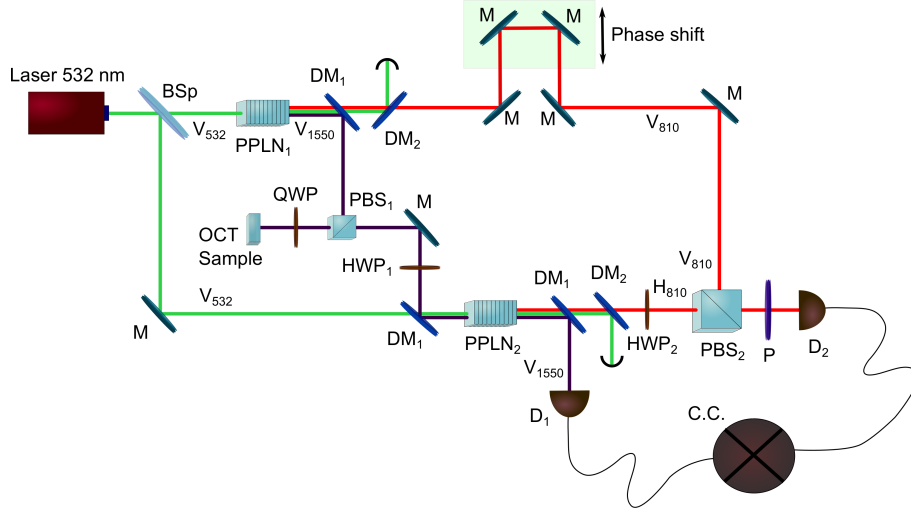 M
M
Phase shift
Laser 532 nm
BSp
DM₁
M
M
M
V₅₃₂
V₁₅₅₀
V₈₁₀
PPLN₁
DM₂
QWP
PBS₁
M
OCT
Sample
HWP₁
V₈₁₀
V₅₃₂
DM₁
DM₂
H₈₁₀
M
DM₁
PPLN₂
HWP₂
PBS₂
P
D₂
V₁₅₅₀
D₁
C.C.